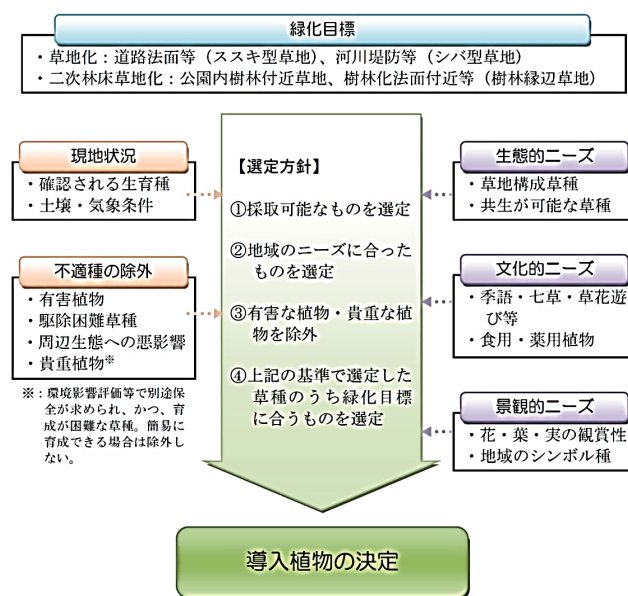 緑化目標
・草地化：道路法面等（ススキ型草地）、河川堤防等（シバ型草地）
・二次林床草地化：公園内樹林付近草地、樹林化法面付近等（樹林縁辺草地）
現地状況
・確認される生育種
・土壌・気象条件
不適種の除外
・有害植物
・駆除困難草種
・周辺生態への悪影響
・貴重植物※
※：環境影響評価等で別途保
全が求められ、かつ、育
成が困難な草種。簡易に
育成できる場合は除外し
ない。
【選定方針】
①採取可能なものを選定
②地域のニーズに合った
ものを選定
③有害な植物・貴重な植
物を除外
④上記の基準で選定した
草種のうち緑化目標
に合うものを選定
生態的ニーズ
・草地構成草種
・共生が可能な草種
文化的ニーズ
・季語・七草・草花遊
び等
・食用・薬用植物
景観的ニーズ
・花・葉・実の観賞性
・地域のシンボル種
導入植物の決定